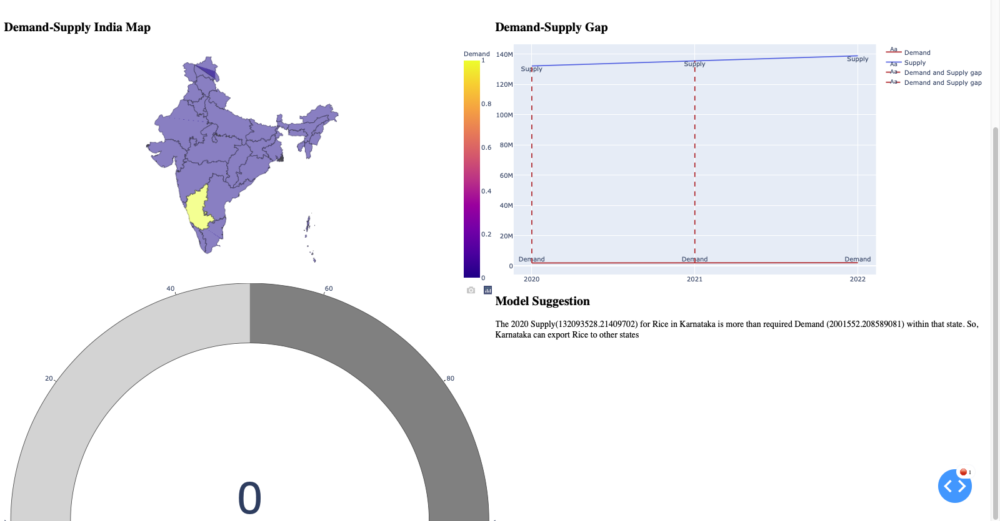 Demand-Supply India Map
Demand
1
0.8
0.6
0.4
0.2
0
40
60
20
80
0
Demand-Supply Gap
140M
120M
100M
80M
60M
40M
20M
0
Supply
Supply
Supply
Demand
Demand
Demand
2020
2021
2022
Aa
Demand
Supply
Aa
Aa
Demand and Supply gap
Aa
Demand and Supply gap
Model Suggestion
The 2020 Supply(132093528.21409702) for Rice in Karnataka is more than required Demand (2001552.208589081) within that state. So,
Karnataka can export Rice to other states
1